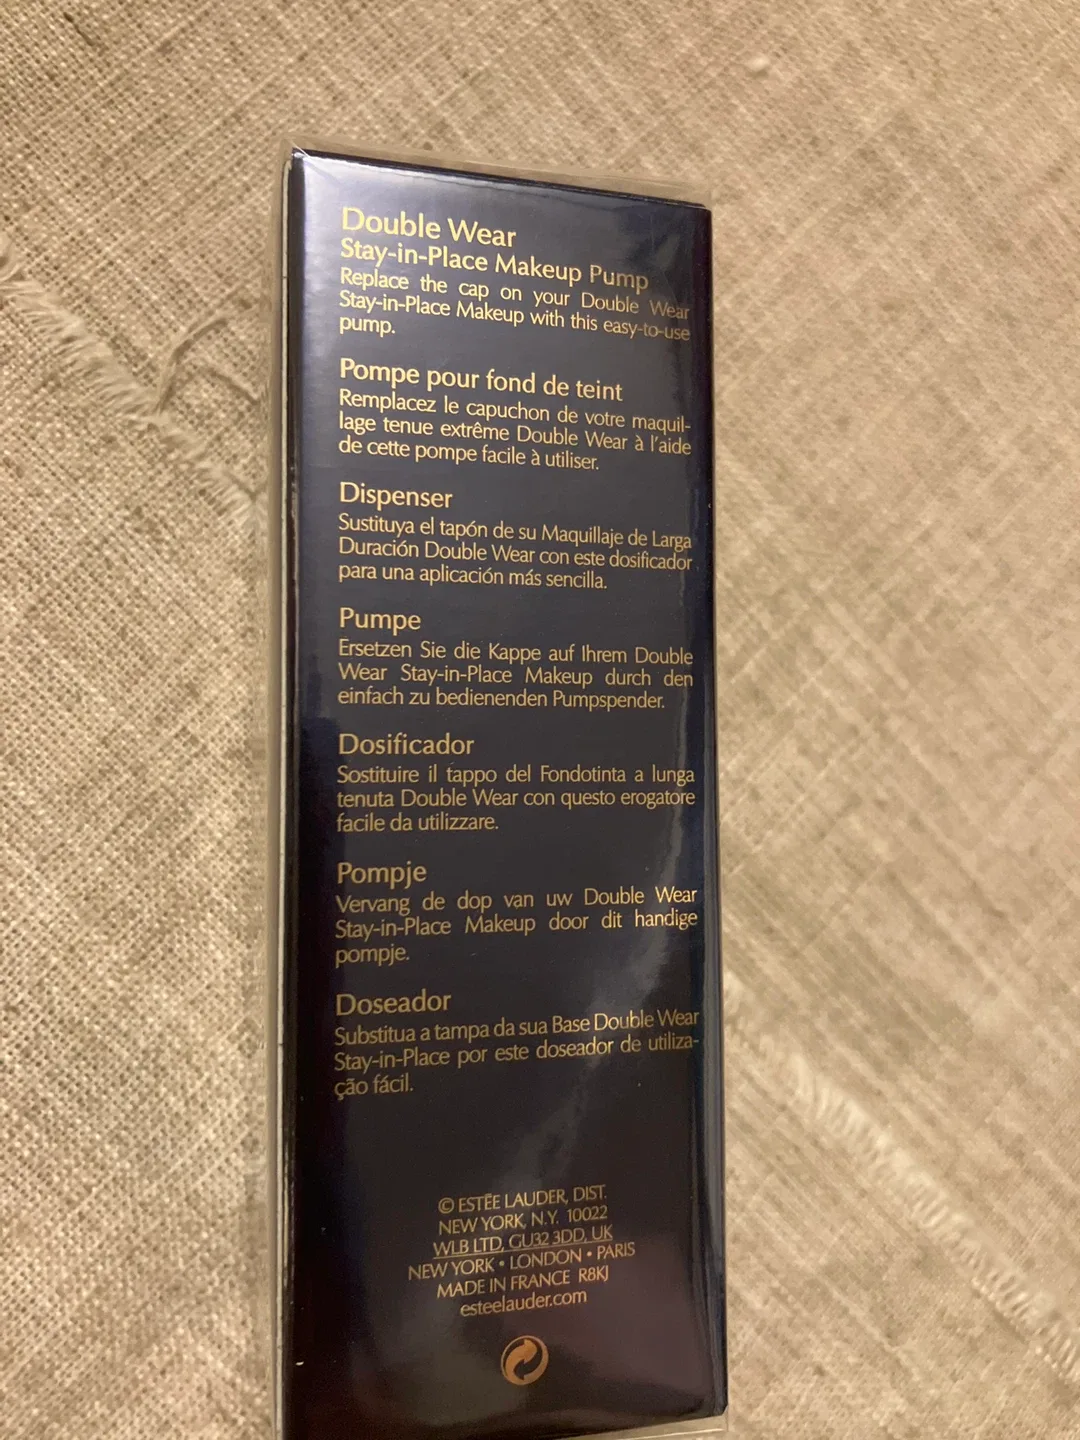 Double Wear
Stay-in-Place Makeup Pump
Replace the cap on your Double Wear
Stay-in-Place Makeup with this easy-to-use
pump.
Pompe pour fond de teint
Remplacez le capuchon de votre maquil-
lage tenue extrême Double Wear à l'aide
de cette pompe facile à utiliser.
Dispenser
Sustituya el tapón de su Maquillaje de Larga
Duración Double Wear con este dosificador
para una aplicación más sencilla.
Pumpe
Ersetzen Sie die Kappe auf Ihrem Double
Wear Stay-in-Place Makeup durch den
einfach zu bedienenden Pumpspender.
Dosificador
Sostituire il tappo del Fondotinta a lunga
tenuta Double Wear con questo erogatore
facile da utilizzare.
Pompje
Vervang de dop van uw Double Wear
Stay-in-Place Makeup door dit handige
pompje.
Doseador
Substitua a tampa da sua Base Double Wear
Stay-in-Place por este doseador de utiliza-
ção fácil.
© ESTĒE LAUDER, DIST.
NEW YORK, N.Y. 10022
WLB LTD, GU32 3DD, UK
NEW YORK • LONDON • PARIS
MADE IN FRANCE R8KJ
esteelauder.com